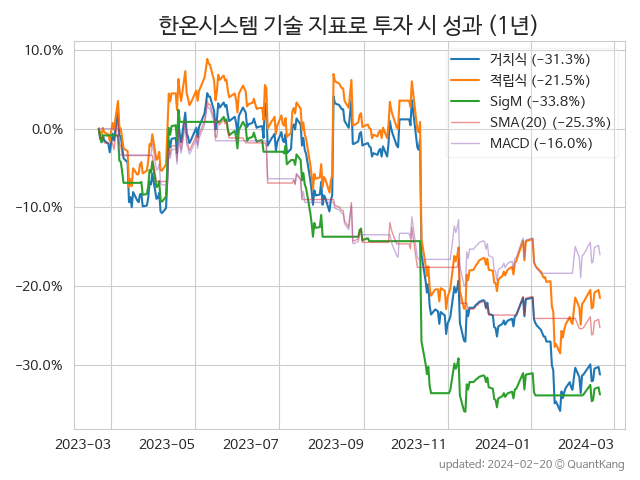 한온시스템 기술 지표로 투자 시 성과 (1년)
10.0%
0.0%
−10.0%
−20.0%
−30.0%
거치식 (−31.3%)
적립식 (−21.5%)
SigM (−33.8%)
SMA(20) (−25.3%)
MACD (−16.0%)
2023-03 2023-05 2023-07 2023-09 2023-11 2024-01 2024-03
updated: 2024-02-20 © QuantKang